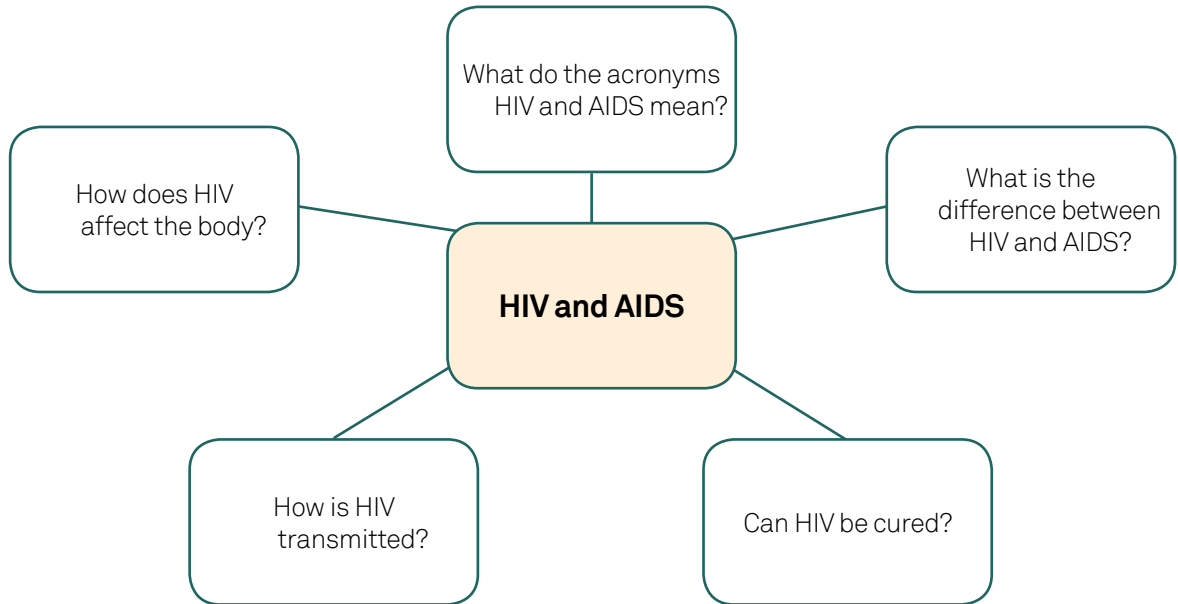 What do the acronyms
HIV and AIDS mean?
How does HIV
affect the body?
What is the
difference between
HIV and AIDS?
HIV and AIDS
How is HIV
transmitted?
Can HIV be cured?